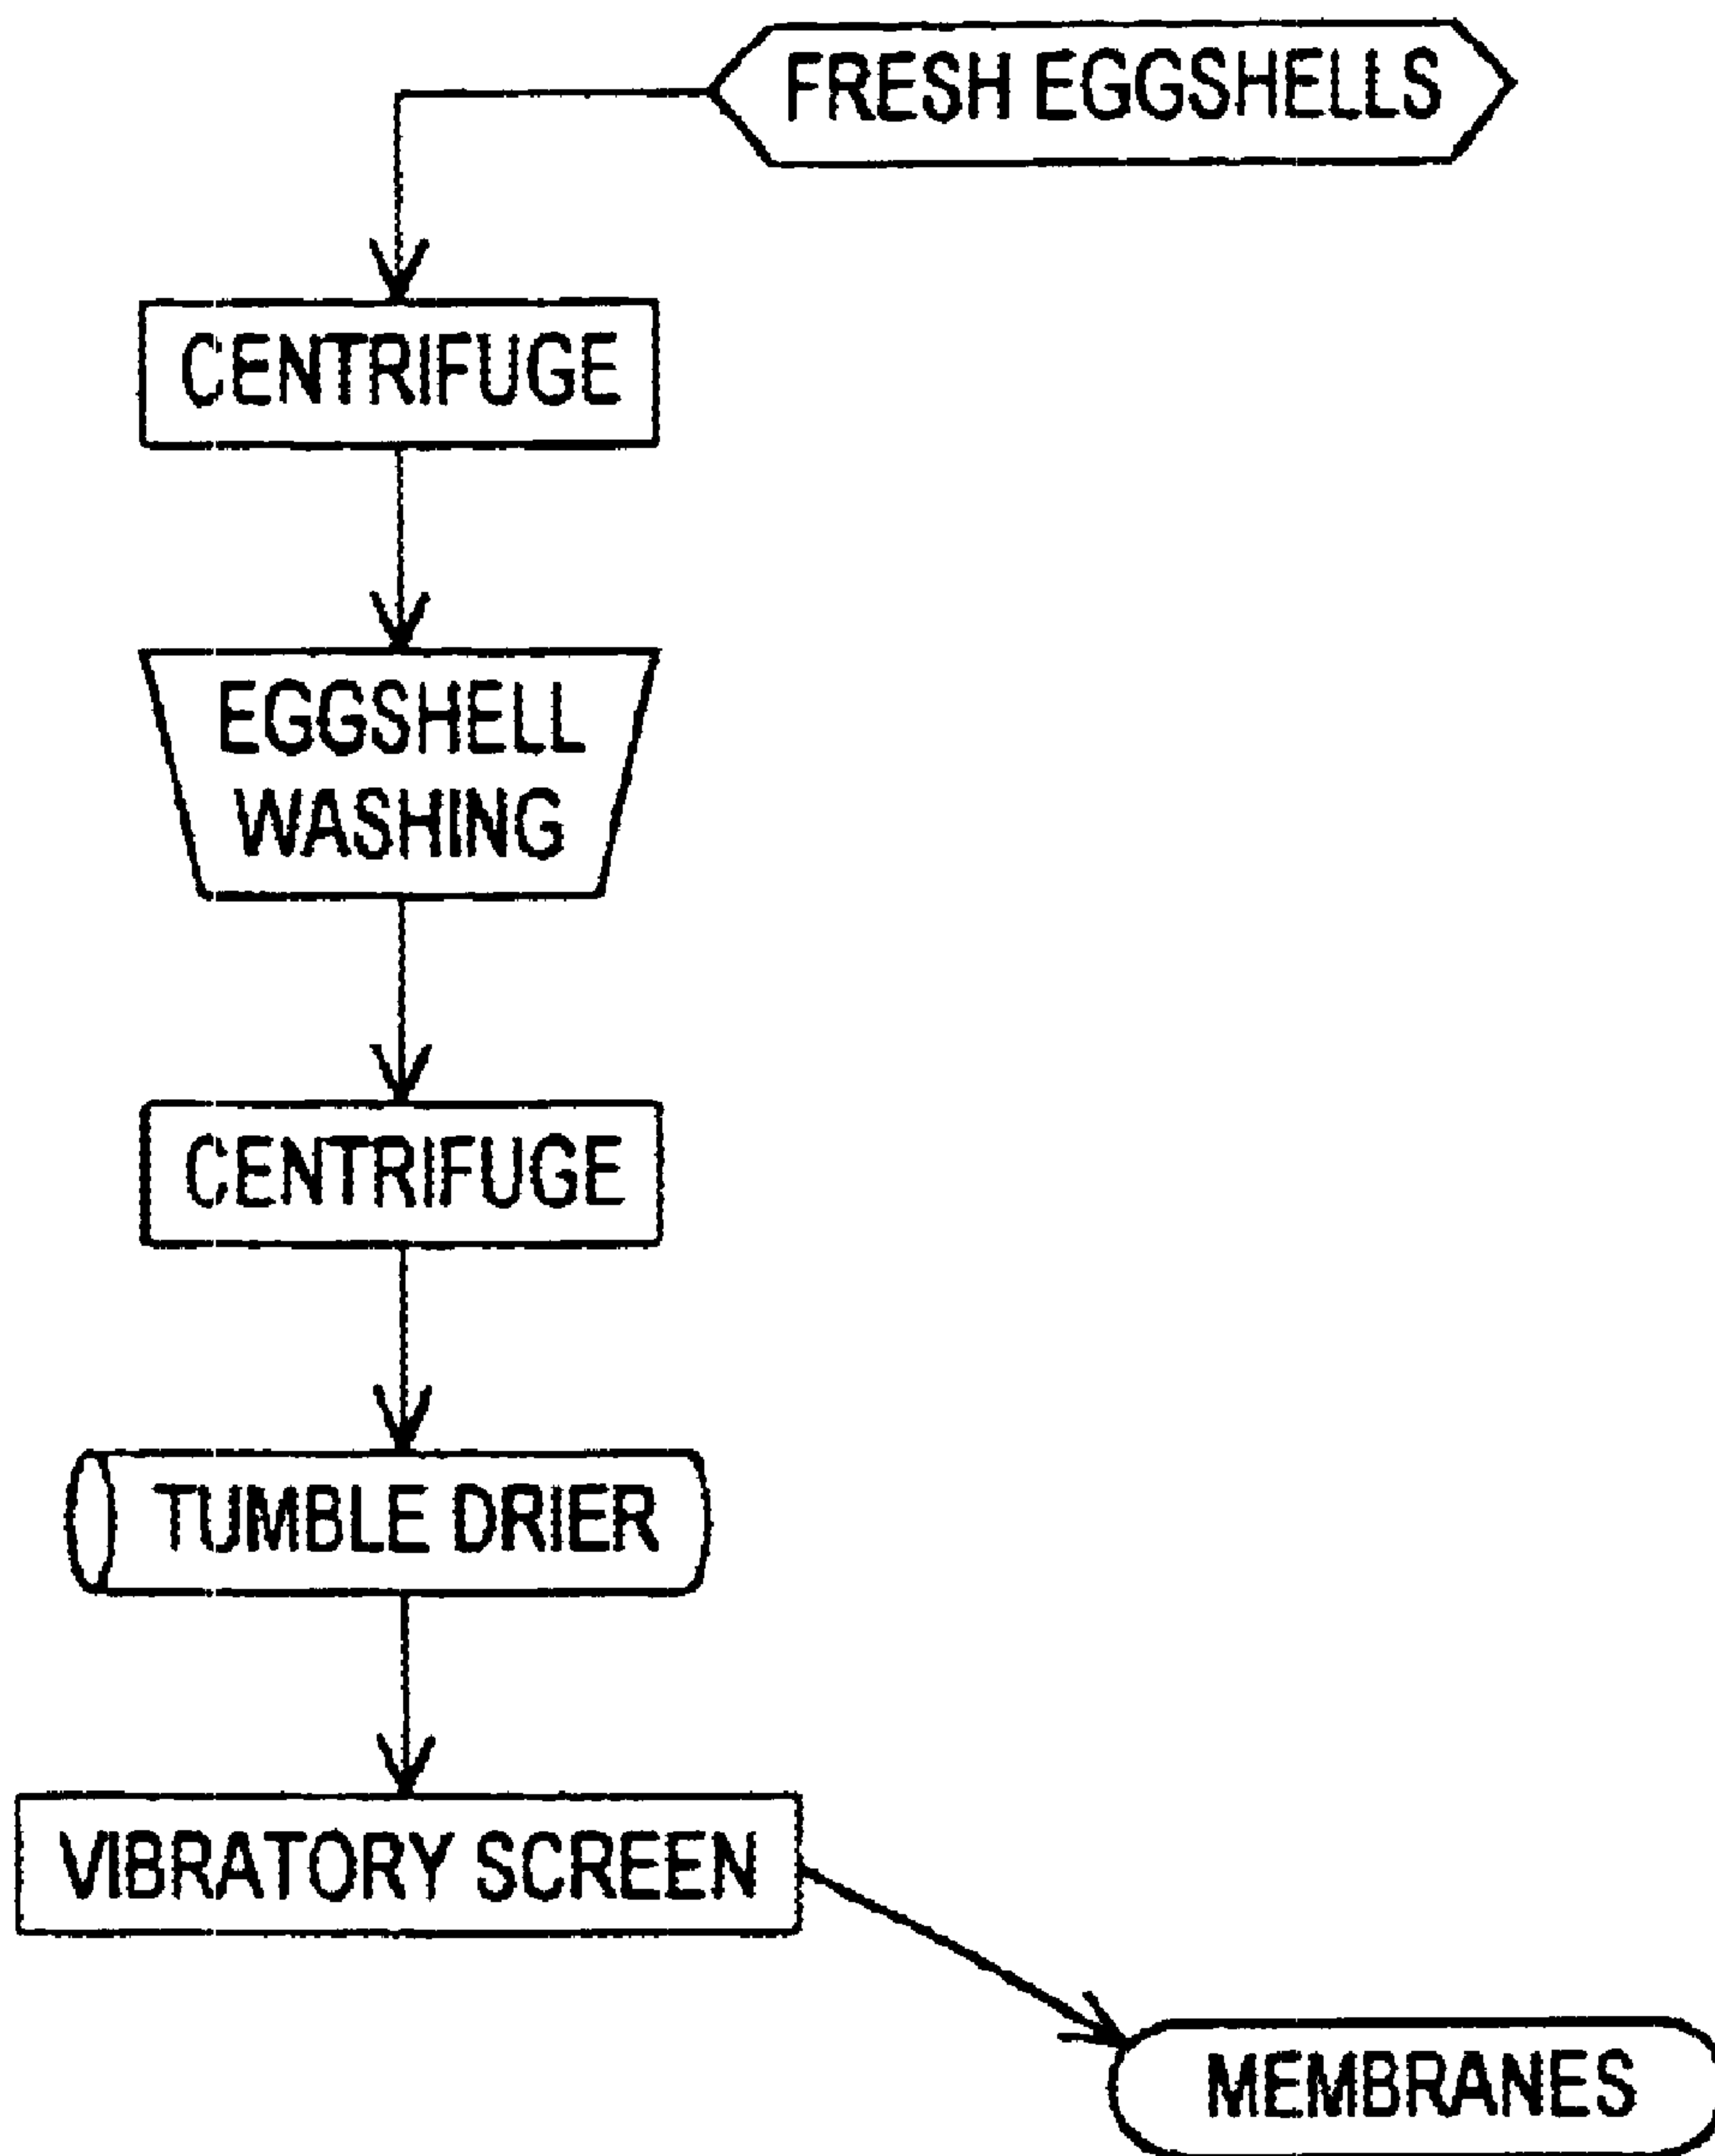 FRESH EGGSHELLS
CENTRIFUGE
EGGSHELL
WASHING
CENTRIFUGE
TUMBLE DRIER
VIBRATORY SCREEN
MEMBRANES